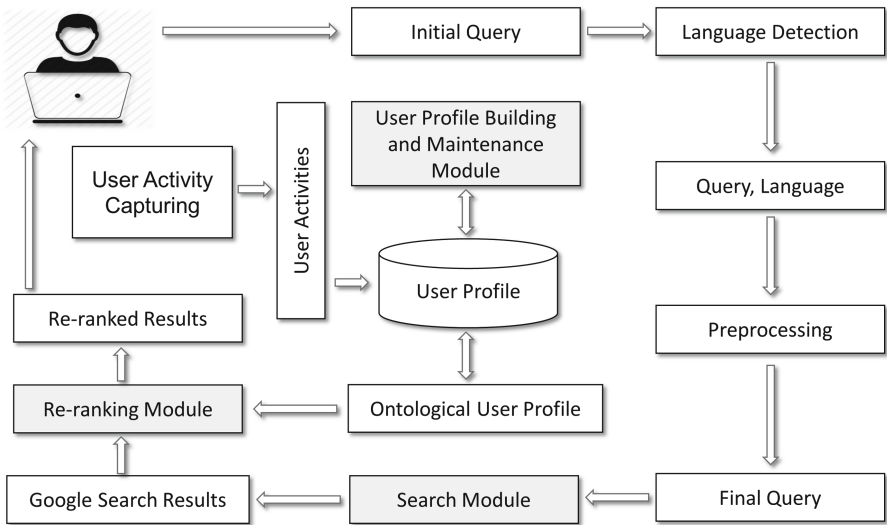 Initial Query
Language Detection
User Profile Building
and Maintenance
Module
User Activity
Capturing
User Activities
Query, Language
User Profile
Re-ranked Results
Preprocessing
Re-ranking Module
Ontological User Profile
Google Search Results
Search Module
Final Query